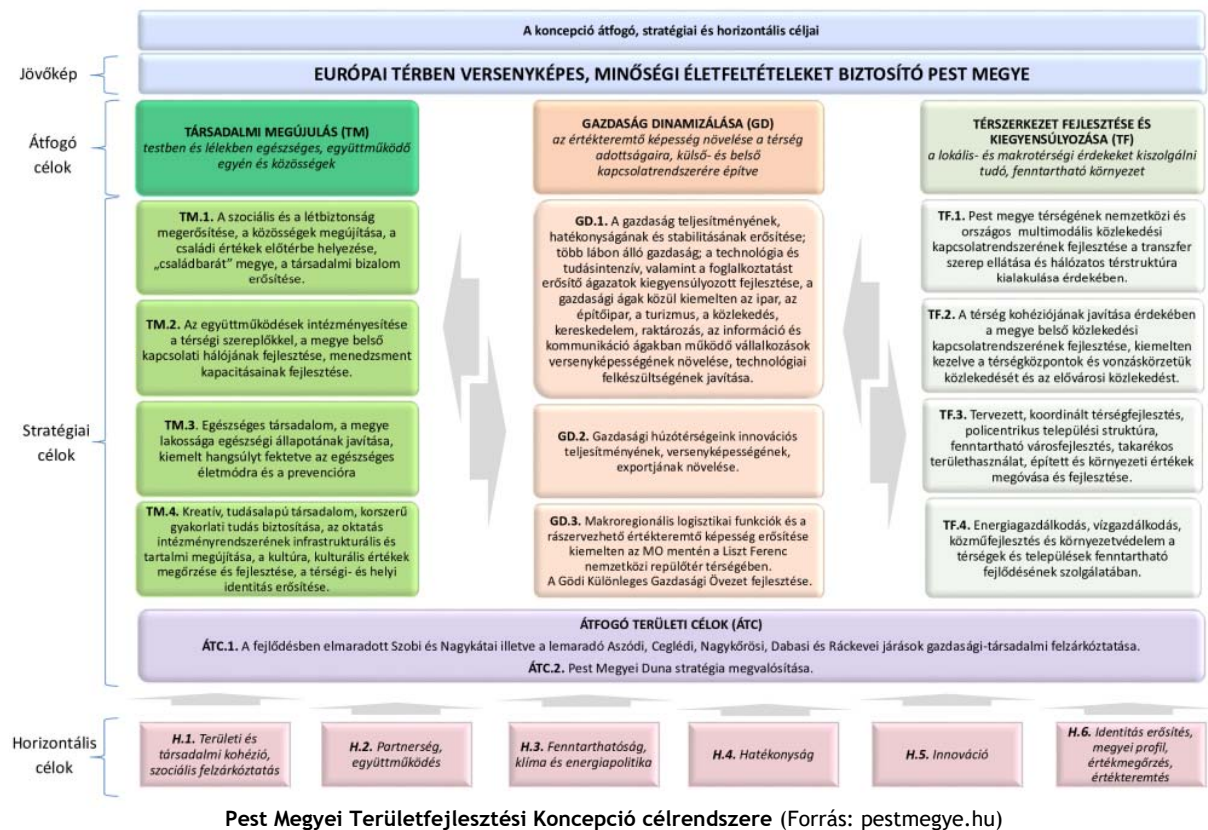 A koncepció átfogó, stratégiai és horizontális céljai
Jövőkép
EURÓPAI TÉRBEN VERSENYKÉPES, MINŐSÉGI ÉLETFELTÉTELEKET BIZTOSÍTÓ PEST MEGYE
Átfogó
célok
TÁRSADALMI MEGÚJULÁS (TM)
testben és lélekben egészséges, együttműködő
egyén és közösségek
GAZDASÁG DINAMIZÁLÁSA (GD)
az értékteremtő képesség növelése a térség
adottságaira, külső- és belső
kapcsolatrendszerére építve
TÉRSZERKEZET FEJLESZTÉSE ÉS
KIEGYENSÚLYOZÁSA (TF)
a lokális- és makrotérségi érdekeket kiszolgálni
tudó, fenntartható környezet
Stratégiai
célok
TM.1. A szociális és a létbiztonság
megerősítése, a közösségek megújítása, a
családi értékek előtérbe helyezése,
„családbarát” megye, a társadalmi bizalom
erősítése.
TM.2. Az együttműködések intézményesítése
a térségi szereplőkkel, a megye belső
kapcsolati hálójának fejlesztése, menedzsment
kapacitásainak fejlesztése.
TM.3. Egészséges társadalom, a megye
lakossága egészségi állapotának javítása,
kiemelt hangsúlyt fektetve az egészséges
életmódra és a prevencióra
TM.4. Kreatív, tudásalapú társadalom, korszerű
gyakorlati tudás biztosítása, az oktatás
intézményrendszerének infrastrukturális és
tartalmi megújítása, a kultúra, kulturális értékek
megőrzése és fejlesztése, a térségi- és helyi
identitás erősítése.
GD.1. A gazdaság teljesítményének,
hatékonyságának és stabilitásának erősítése;
több lábon álló gazdaság; a technológia és
tudásintenzív, valamint a foglalkoztatást
erősítő ágazatok kiegyensúlyozott fejlesztése, a
gazdasági ágak közül kiemelten az ipar, az
építőipar, a turizmus, a közlekedés,
kereskedelem, raktározás, az információ és
kommunikáció ágakban működő vállalkozások
versenyképességének növelése, technológiai
felkészültségének javítása.
GD.2. Gazdasági húzótérségeink innovációs
teljesítményének, versenyképességének,
exportjának növelése.
GD.3. Makroregionális logisztikai funkciók és a
rászervezhető értékteremtő képesség erősítése
kiemelten az MO mentén a Liszt Ferenc
nemzetközi repülőtér térségében.
A Gödi Különleges Gazdasági Övezet fejlesztése.
TF.1. Pest megye térségének nemzetközi és
országos multimodális közlekedési
kapcsolatrendszerének fejlesztése a transzfer
szerep ellátása és hálózatos térstruktúra
kialakulása érdekében.
TF.2. A térség kohéziójának javítása érdekében
a megye belső közlekedési
kapcsolatrendszerének fejlesztése, kiemelten
kezelve a térségközpontok és vonzáskörzetük
közlekedését és az elővárosi közlekedést.
TF.3. Tervezett, koordinált térségfejlesztés,
policentrikus települési struktúra,
fenntartható városfejlesztés, takarékos
területhasználat, épített és környezeti értékek
megóvása és fejlesztése.
TF.4. Energiagazdálkodás, vízgazdálkodás,
közműfejlesztés és környezetvédelem a
térségek és települések fenntartható
fejlődésének szolgálatában.
ÁTFOGÓ TERÜLETI CÉLOK (ÁTC)
ÁTC.1. A fejlődésben elmaradott Szobi és Nagykátai illetve a lemaradó Aszódi, Ceglédi, Nagykőrösi, Dabasi és Ráckevei járások gazdasági-társadalmi felzárkóztatása.
ÁTC.2. Pest Megyei Duna stratégia megvalósítása.
Horizontális
célok
H.1. Területi és
társadalmi kohézió,
szociális felzárkóztatás
H.2. Partnerség,
együttműködés
H.3. Fenntarthatóság,
klíma és energiapolitika
H.4. Hatékonyság
H.5. Innováció
H.6. Identitás erősítés,
megyei profil,
értékmegőrzés,
értékteremtés
Pest Megyei Területfejlesztési Koncepció célrendszere (Forrás: pestmegye.hu)